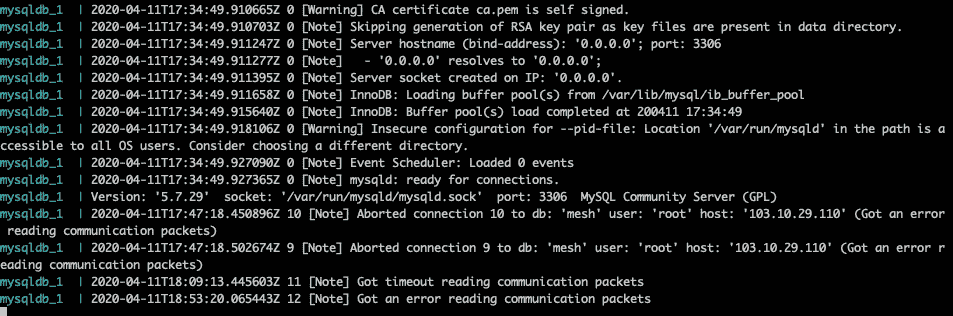 mysqldb_1  | 2020-04-11T17:34:49.910665Z 0 [Warning] CA certificate ca.pem is self signed.
mysqldb_1  | 2020-04-11T17:34:49.910703Z 0 [Note] Skipping generation of RSA key pair as key files are present in data directory.
mysqldb_1  | 2020-04-11T17:34:49.911247Z 0 [Note] Server hostname (bind-address): '0.0.0.0'; port: 3306
mysqldb_1  | 2020-04-11T17:34:49.911277Z 0 [Note]   - '0.0.0.0' resolves to '0.0.0.0';
mysqldb_1  | 2020-04-11T17:34:49.911395Z 0 [Note] Server socket created on IP: '0.0.0.0'.
mysqldb_1  | 2020-04-11T17:34:49.911658Z 0 [Note] InnoDB: Loading buffer pool(s) from /var/lib/mysql/ib_buffer_pool
mysqldb_1  | 2020-04-11T17:34:49.915640Z 0 [Note] InnoDB: Buffer pool(s) load completed at 200411 17:34:49
mysqldb_1  | 2020-04-11T17:34:49.918106Z 0 [Warning] Insecure configuration for --pid-file: Location '/var/run/mysqld' in the path is a
ccessible to all OS users. Consider choosing a different directory.
mysqldb_1  | 2020-04-11T17:34:49.927090Z 0 [Note] Event Scheduler: Loaded 0 events
mysqldb_1  | 2020-04-11T17:34:49.927365Z 0 [Note] mysqld: ready for connections.
mysqldb_1  | Version: '5.7.29'  socket: '/var/run/mysqld/mysqld.sock'  port: 3306  MySQL Community Server (GPL)
mysqldb_1  | 2020-04-11T17:47:18.450896Z 10 [Note] Aborted connection 10 to db: 'mesh' user: 'root' host: '103.10.29.110' (Got an error
 reading communication packets)
mysqldb_1  | 2020-04-11T17:47:18.502674Z 9 [Note] Aborted connection 9 to db: 'mesh' user: 'root' host: '103.10.29.110' (Got an error r
eading communication packets)
mysqldb_1  | 2020-04-11T18:09:13.445603Z 11 [Note] Got timeout reading communication packets
mysqldb_1  | 2020-04-11T18:53:20.065443Z 12 [Note] Got an error reading communication packets